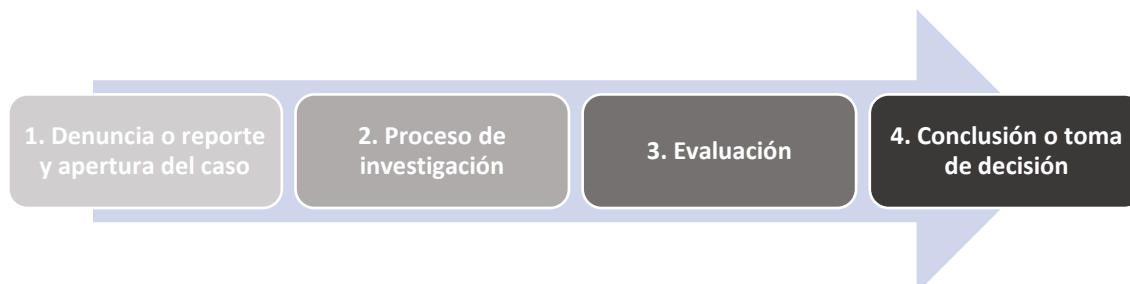 1. Denuncia o reporte
y apertura del caso
2. Proceso de
investigación
3. Evaluación
4. Conclusión o toma
de decisión